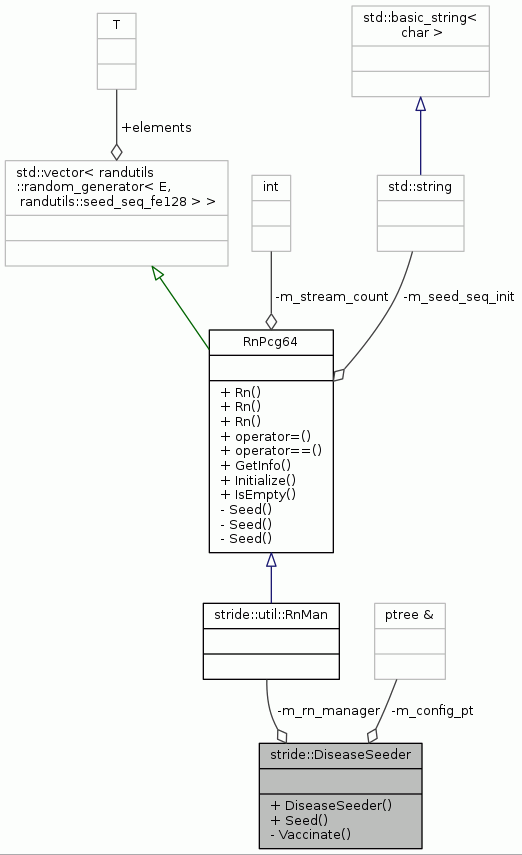 T
std::basic_string<
char >
+elements
std::vector< randutils
::random_generator< E,
randutils::seed_seq_fe128 > >
int
std::string
-m_stream_count
-m_seed_seq_init
RnPcg64
+ Rn()
+ Rn()
+ Rn()
+ operator=()
+ operator==()
+ GetInfo()
+ Initialize()
+ IsEmpty()
- Seed()
- Seed()
- Seed()
stride::util::RnMan
ptree &
-m_rn_manager
-m_config_pt
stride::DiseaseSeeder
+ DiseaseSeeder()
+ Seed()
- Vaccinate()